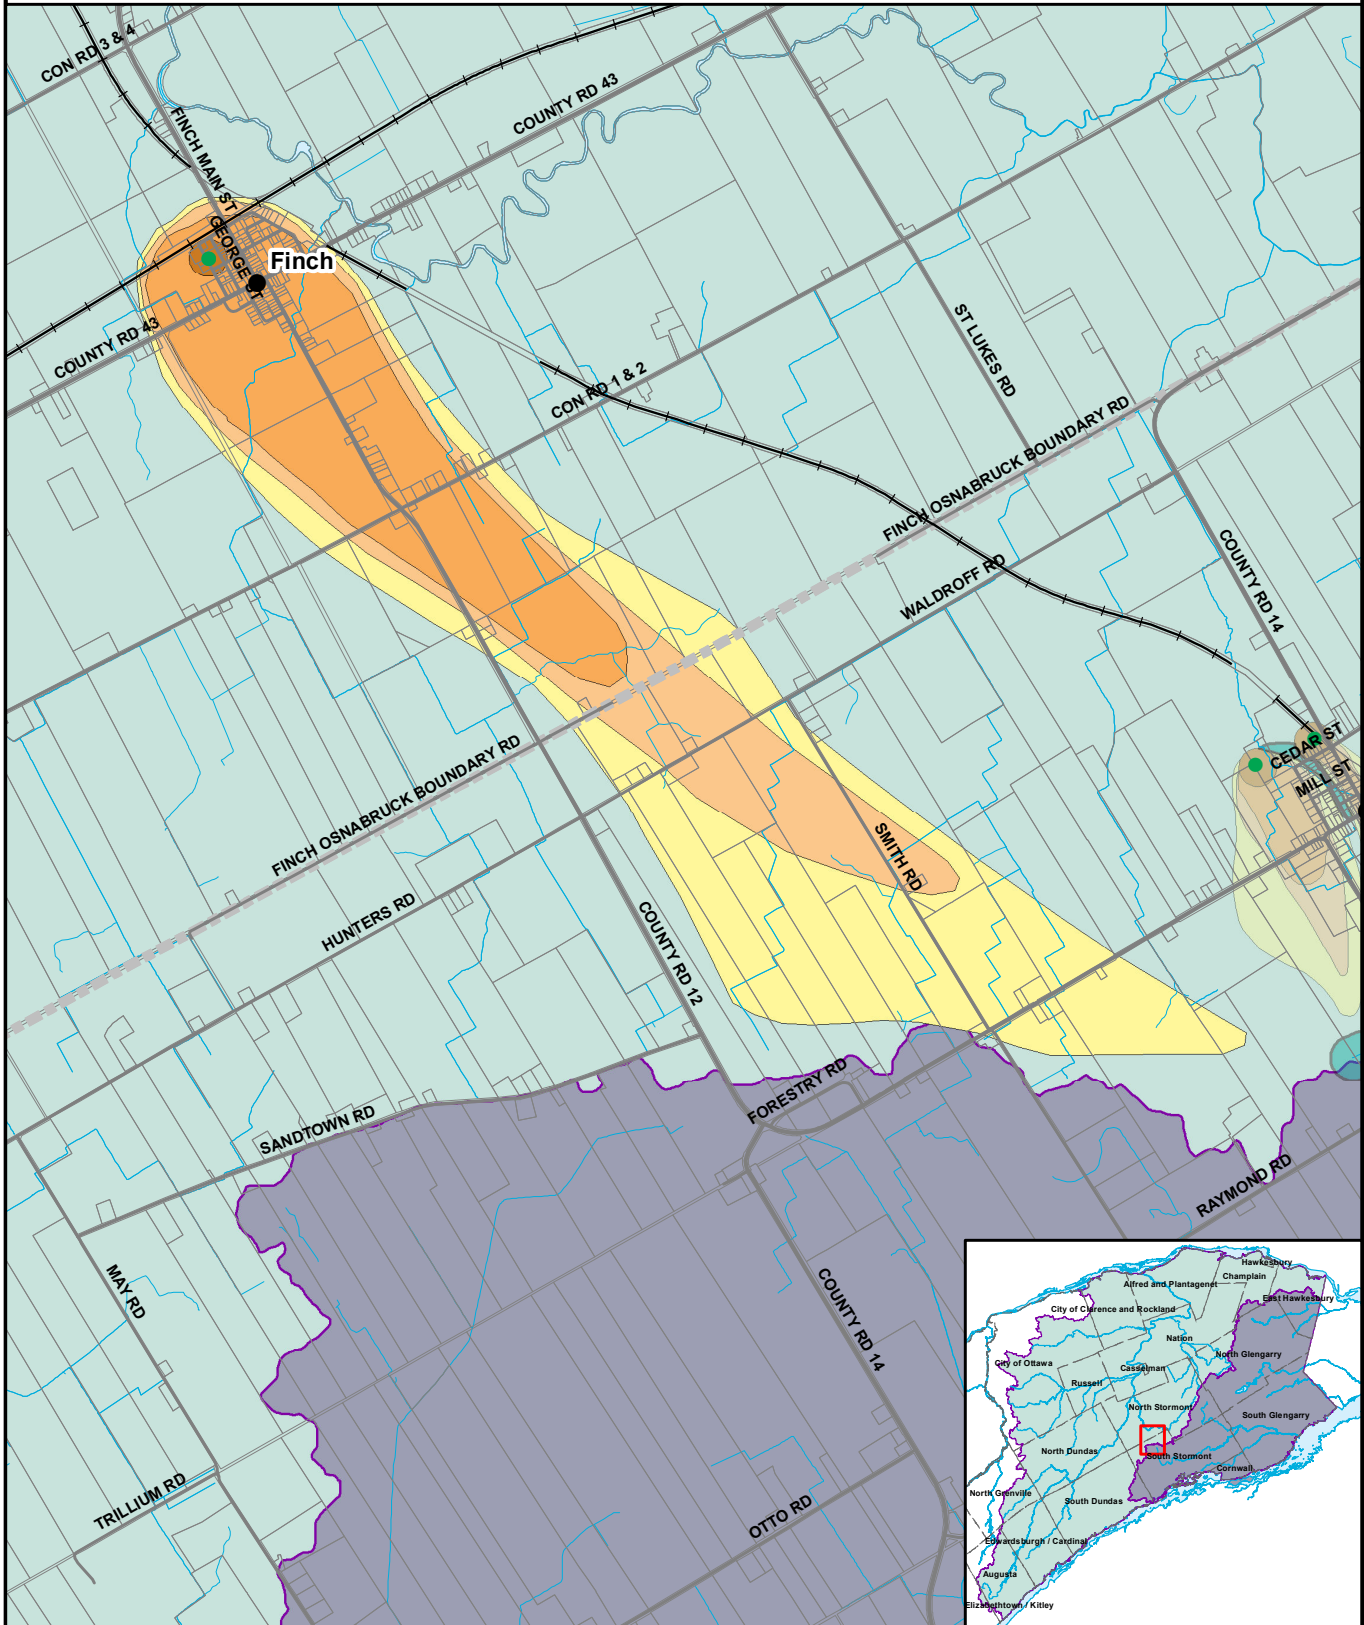 CON RD 3 & 4
FINCH MAIN ST
COUNTY RD 43
GEORGE ST
Finch
COUNTY RD 43
ST LUKES RD
CON RD 1 & 2
FINCH OSNABRUCK BOUNDARY RD
WALDROFF RD
COUNTY RD 14
CEDAR ST
MILL ST
FINCH OSNABRUCK BOUNDARY RD
SMITH RD
HUNTERS RD
COUNTY RD 12
FORESTRY RD
SANDTOWN RD
RAYMOND RD
MAY RD
COUNTY RD 14
TRILLIUM RD
OTTO RD
Hawkesbury
Champlain
Alfred and Plantagenet
East Hawkesbury
City of Clarence and Rockland
Nation
North Glengarry
City of Ottawa
Casselman
Russell
North Stormont
South Glengarry
North Dundas
South Stormont
Cornwall
North Grenville
South Dundas
Edwardsburgh / Cardinal
Augusta
Elizabethtown / Kitley